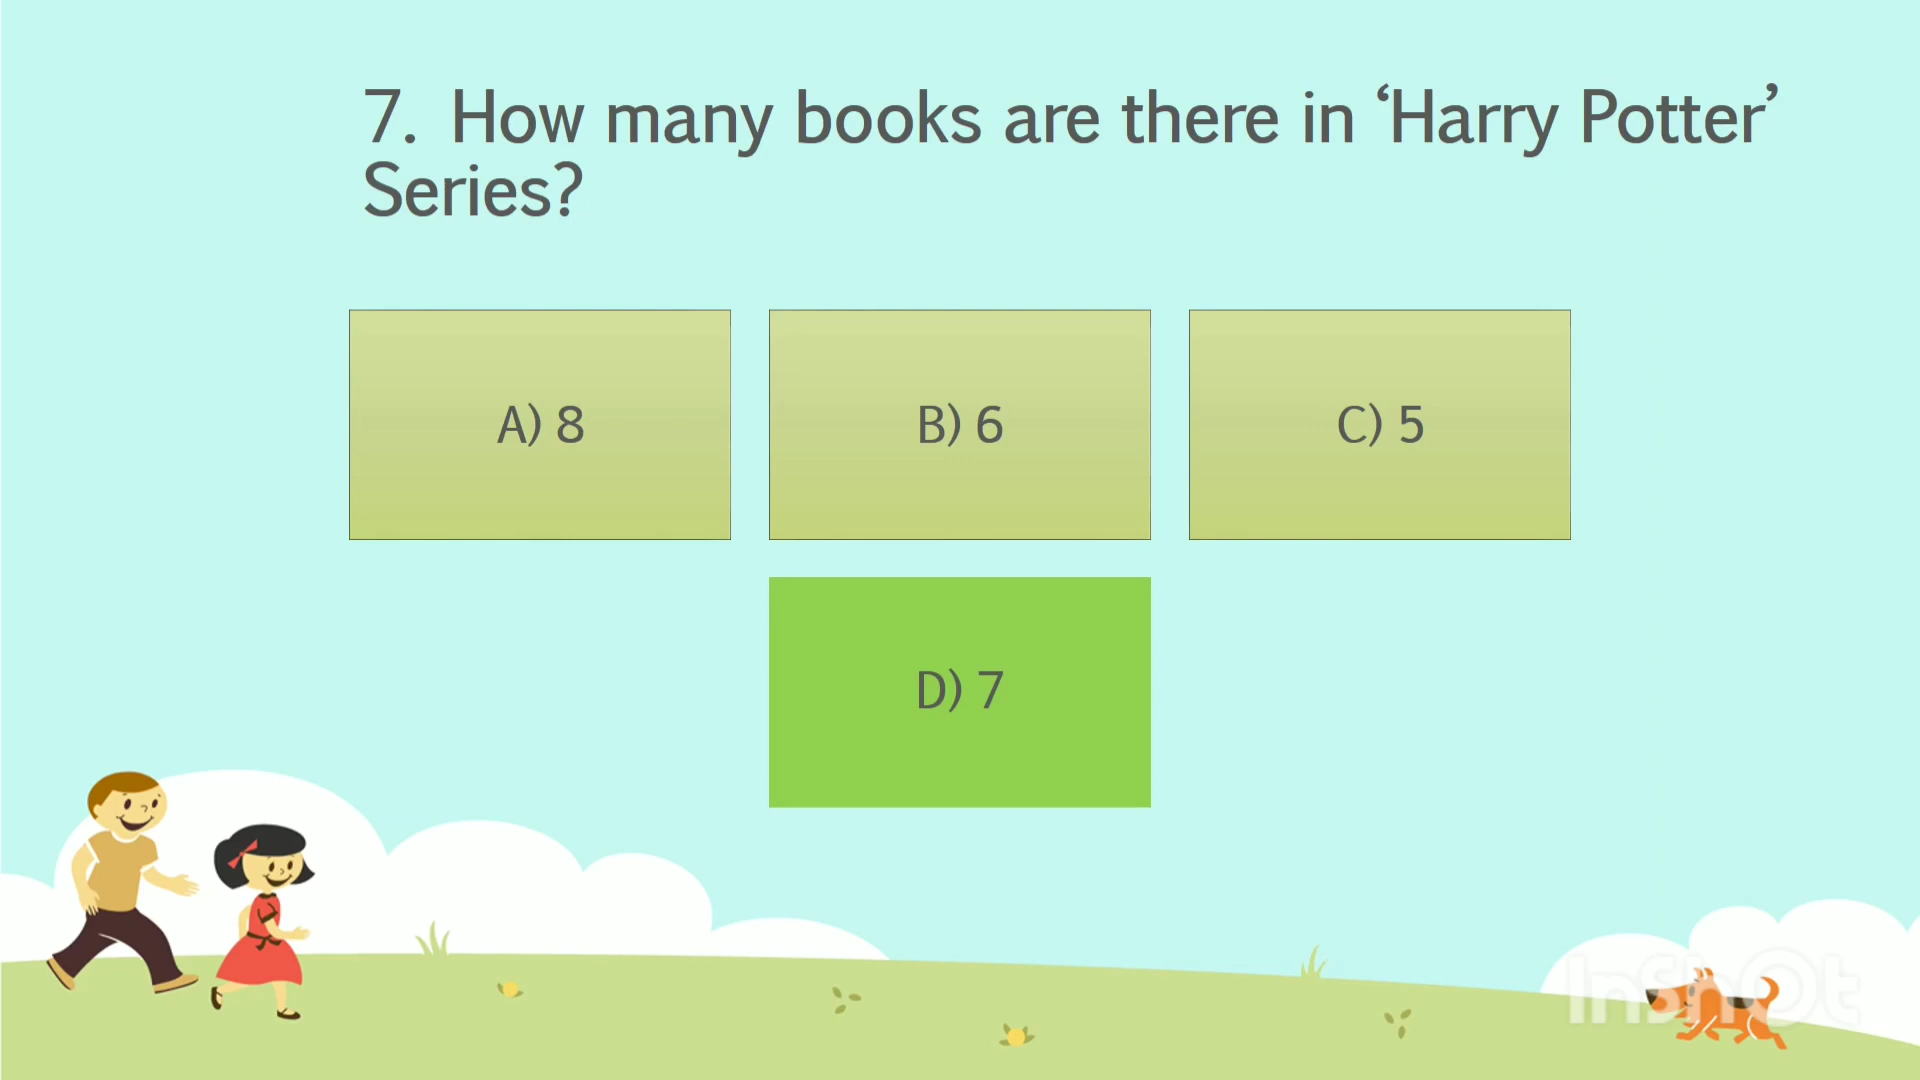 7. How many books are there in ‘Harry Potter’
Series?
A) 8
B) 6
C) 5
D) 7
InShOt